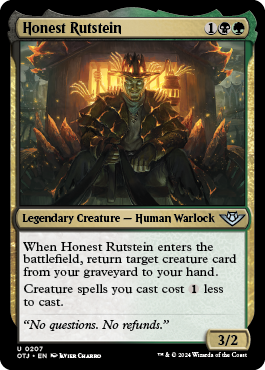 Honest Rutstein 1
Legendary Creature — Human Warlock
When Honest Rutstein enters the
battlefield, return target creature card
from your graveyard to your hand.
Creature spells you cast cost 1 less
to cast.
“No questions. No refunds.”
3/2
U 0207
OTJ • EN Javier Charro
™ & © 2024 Wizards of the Coast